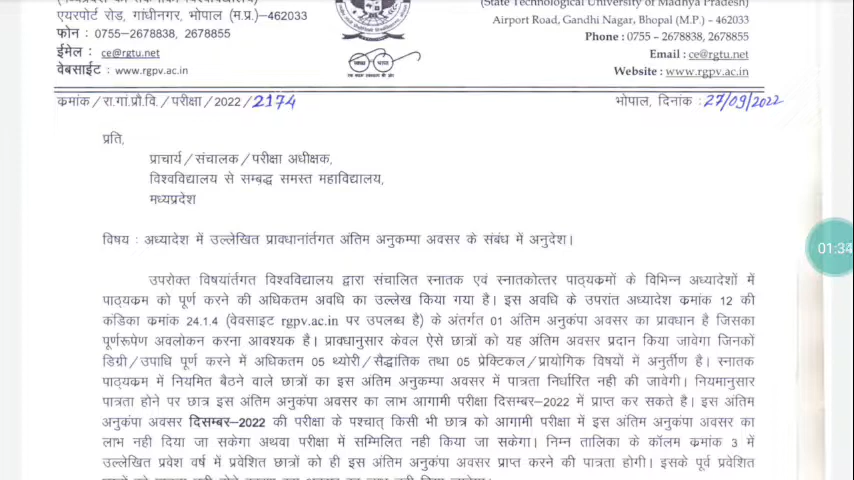 एयरपोर्ट रोड, गांधीनगर, भोपाल (म.प्र.)–462033
फोन : 0755–2678838, 2678855
ईमेल : ce@rgtu.net
वेबसाईट : www.rgpv.ac.in
(State Technological University of Madhya Pradesh)
Airport Road, Gandhi Nagar, Bhopal (M.P.) – 462033
Phone : 0755 – 2678838, 2678855
Email : ce@rgtu.net
Website : www.rgpv.ac.in
क्रमांक/रा.गां.प्रौ.वि./परीक्षा/2022/2174
भोपाल, दिनांक : 27/09/2022
प्रति,
प्राचार्य/संचालक/परीक्षा अधीक्षक,
विश्वविद्यालय से सम्बद्ध समस्त महाविद्यालय,
मध्यप्रदेश
विषय : अध्यादेश में उल्लेखित प्रावधानांर्तगत अंतिम अनुकम्पा अवसर के संबंध में अनुदेश।
01:34
उपरोक्त विषयांर्तगत विश्वविद्यालय द्वारा संचालित स्नातक एवं स्नातकोत्तर पाठ्यक्रमों के विभिन्न अध्यादेशों में
पाठ्यक्रम को पूर्ण करने की अधिकतम अवधि का उल्लेख किया गया है। इस अवधि के उपरांत अध्यादेश क्रमांक 12 की
कंडिका क्रमांक 24.1.4 (वेवसाइट rgpv.ac.in पर उपलब्ध है) के अंतर्गत 01 अंतिम अनुकंपा अवसर का प्रावधान है जिसका
पूर्णरूपेण अवलोकन करना आवश्यक है। प्रावधानुसार केवल ऐसे छात्रों को यह अंतिम अवसर प्रदान किया जावेगा जिनकों
डिग्री/उपाधि पूर्ण करने में अधिकतम 05 थ्योरी/सैद्धांतिक तथा 05 प्रेक्टिकल/प्रायोगिक विषयों में अनुर्तीण है। स्नातक
पाठ्यक्रम में नियमित बैठने वाले छात्रों का इस अंतिम अनुकम्पा अवसर में पात्रता निर्धारित नही की जावेगी। नियमानुसार
पात्रता होने पर छात्र इस अंतिम अनुकंपा अवसर का लाभ आगामी परीक्षा दिसम्बर–2022 में प्राप्त कर सकते है। इस अंतिम
अनुकंपा अवसर दिसम्बर–2022 की परीक्षा के पश्चात् किसी भी छात्र को आगामी परीक्षा में इस अंतिम अनुकंपा अवसर का
लाभ नही दिया जा सकेगा अथवा परीक्षा में सम्मिलित नही किया जा सकेगा। निम्न तालिका के कॉलम क्रमांक 3 में
उल्लेखित प्रवेश वर्ष में प्रवेशित छात्रों को ही इस अंतिम अनुकंपा अवसर प्राप्त करने की पात्रता होगी। इसके पूर्व प्रवेशित